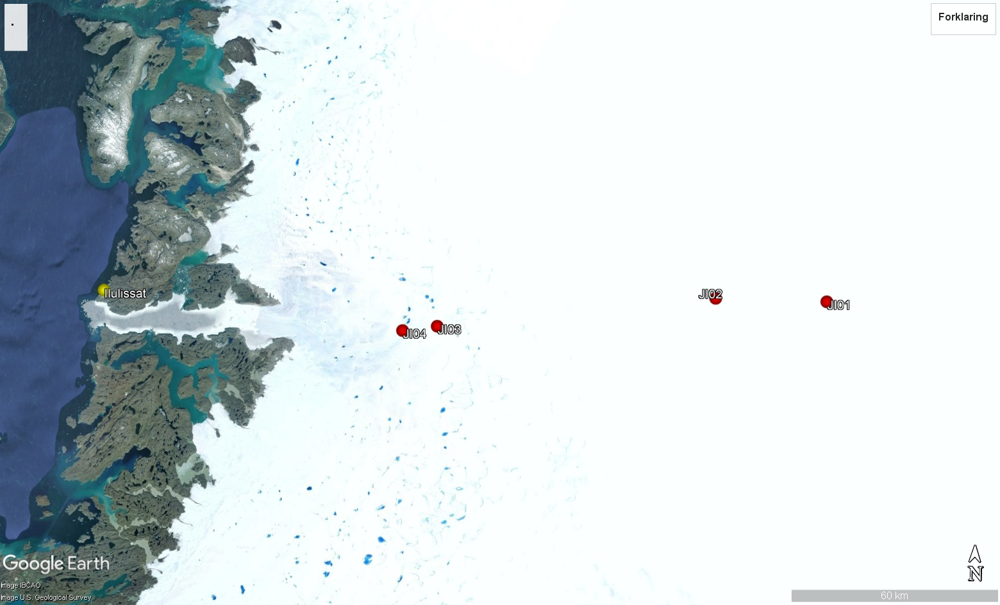 Forklaring
Ilulissat
JI02
JI01
JI04
JI03
Google Earth
Image IBCAO
Image U.S. Geological Survey
N
60 km